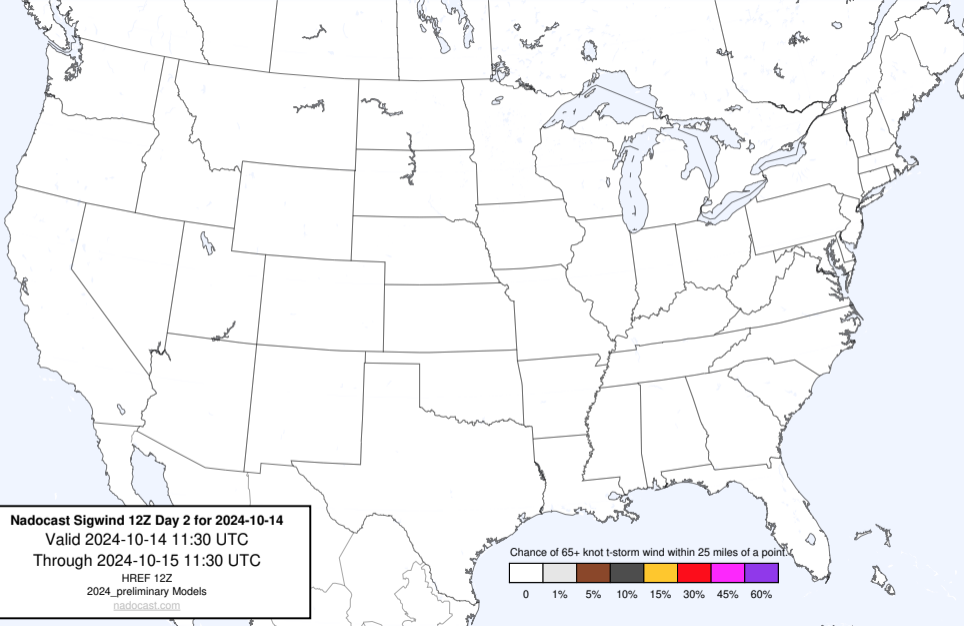 Nadocast Sigwind 12Z Day 2 for 2024-10-14
Valid 2024-10-14 11:30 UTC
Through 2024-10-15 11:30 UTC
HREF 12Z
2024_preliminary Models
nadocast.com
Chance of 65+ knot t-storm wind within 25 miles of a point.
0 1% 5% 10% 15% 30% 45% 60%